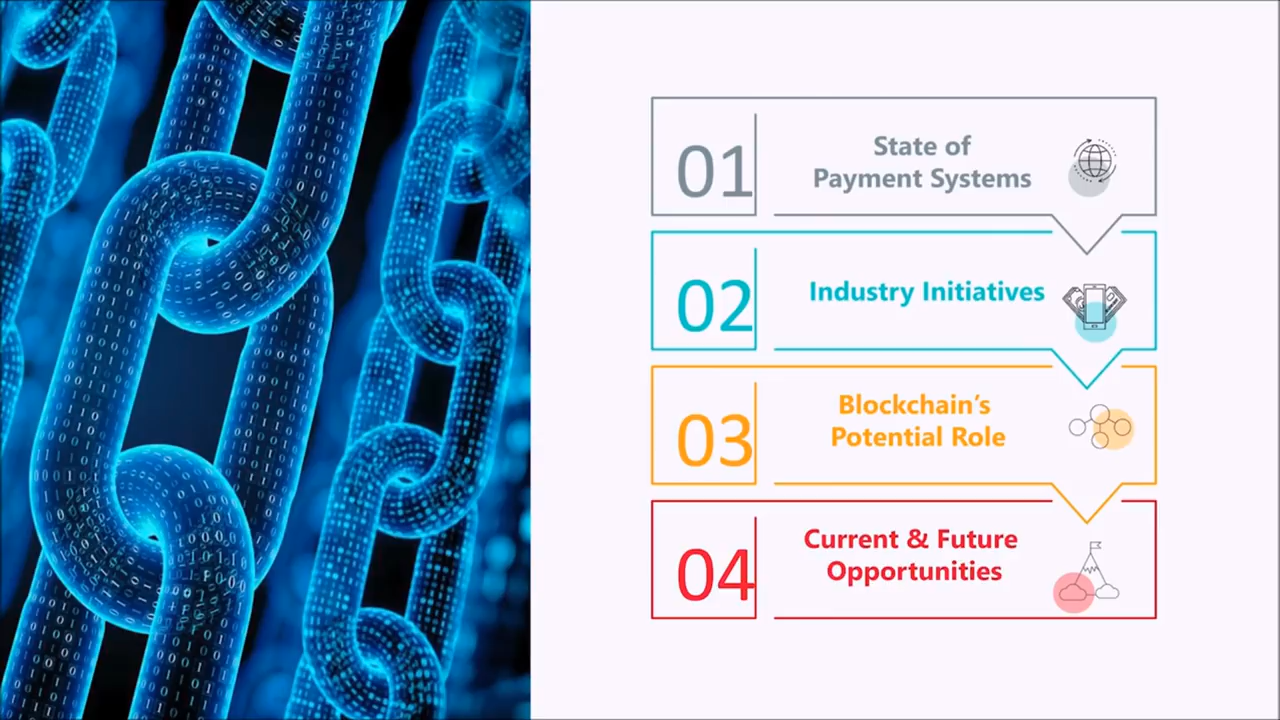 01
State of
Payment Systems
02
Industry Initiatives
03
Blockchain's
Potential Role
04
Current & Future
Opportunities